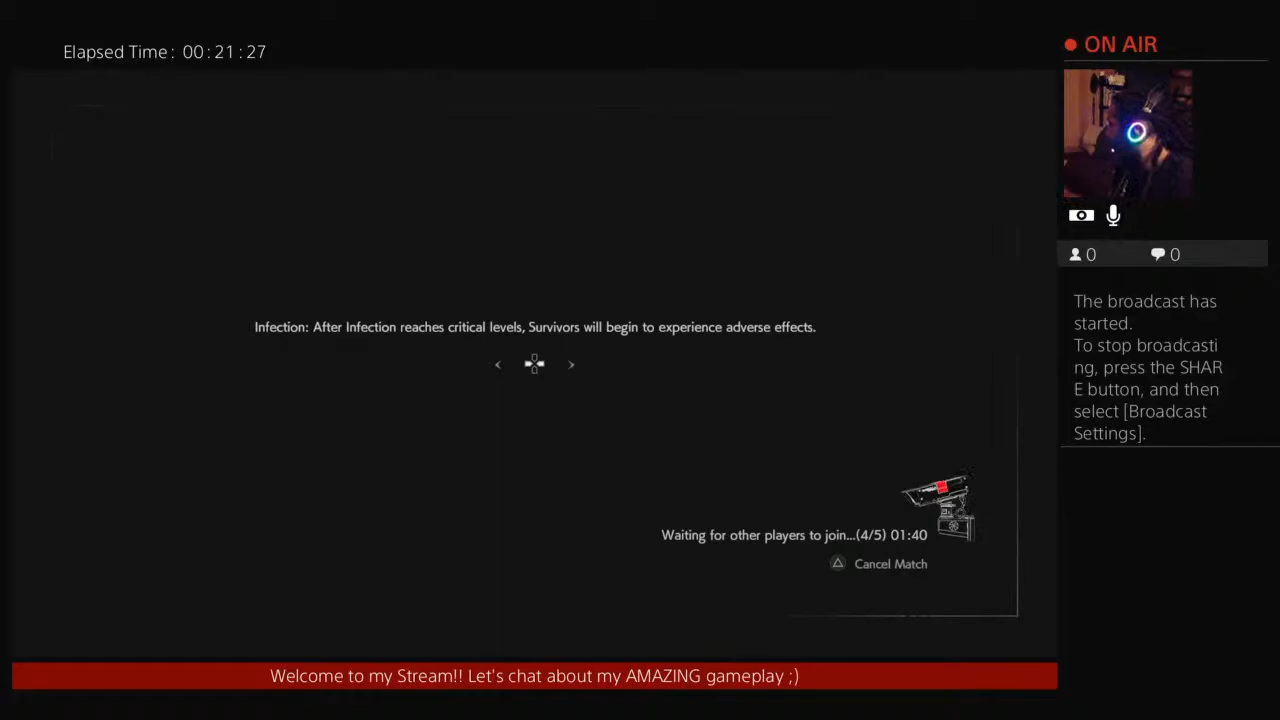 Elapsed Time: 00:21:27
ON AIR
0 0
The broadcast has
started.
To stop broadcasti
ng, press the SHAR
E button, and then
select [Broadcast
Settings].
Infection: After Infection reaches critical levels, Survivors will begin to experience adverse effects.
Waiting for other players to join...(4/5) 01:40
Cancel Match
Welcome to my Stream!! Let's chat about my AMAZING gameplay ;)